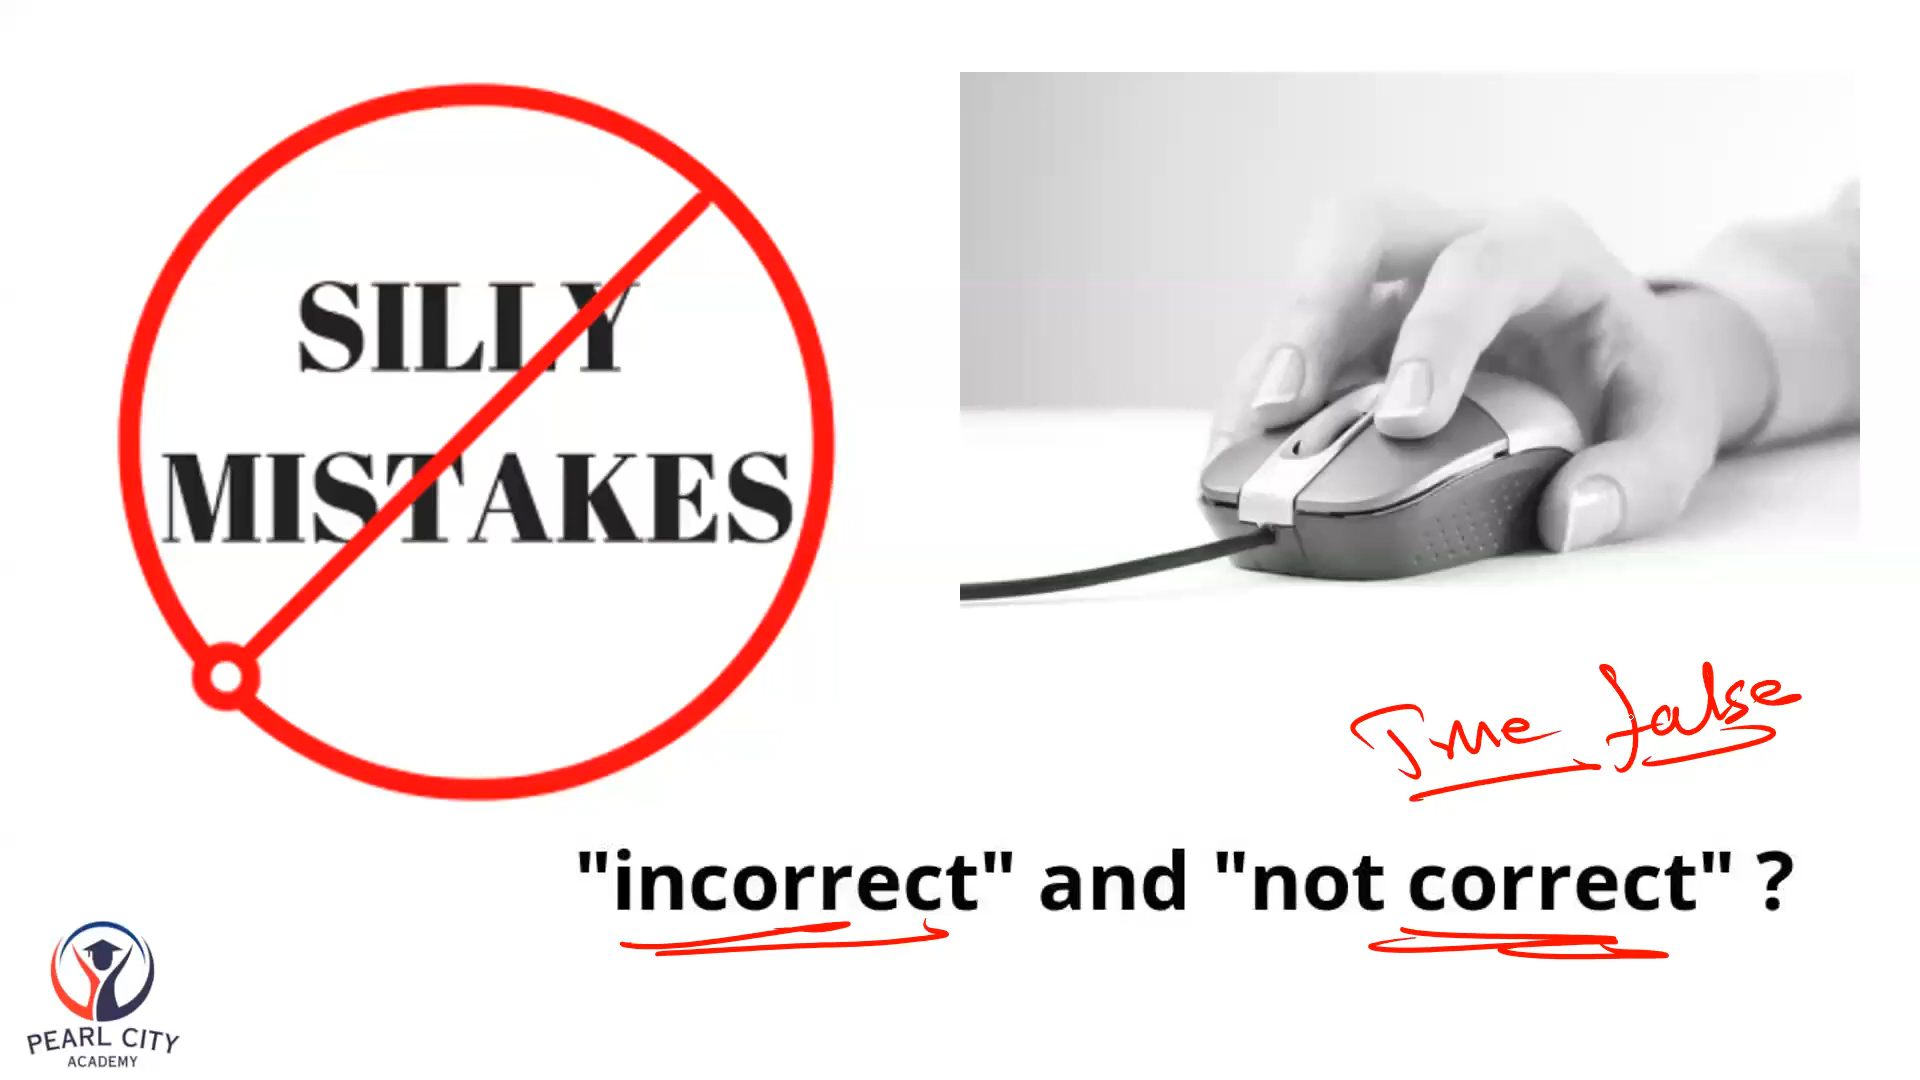 SILLY
MISTAKES
True false
"incorrect" and "not correct" ?
PEARL CITY
ACADEMY